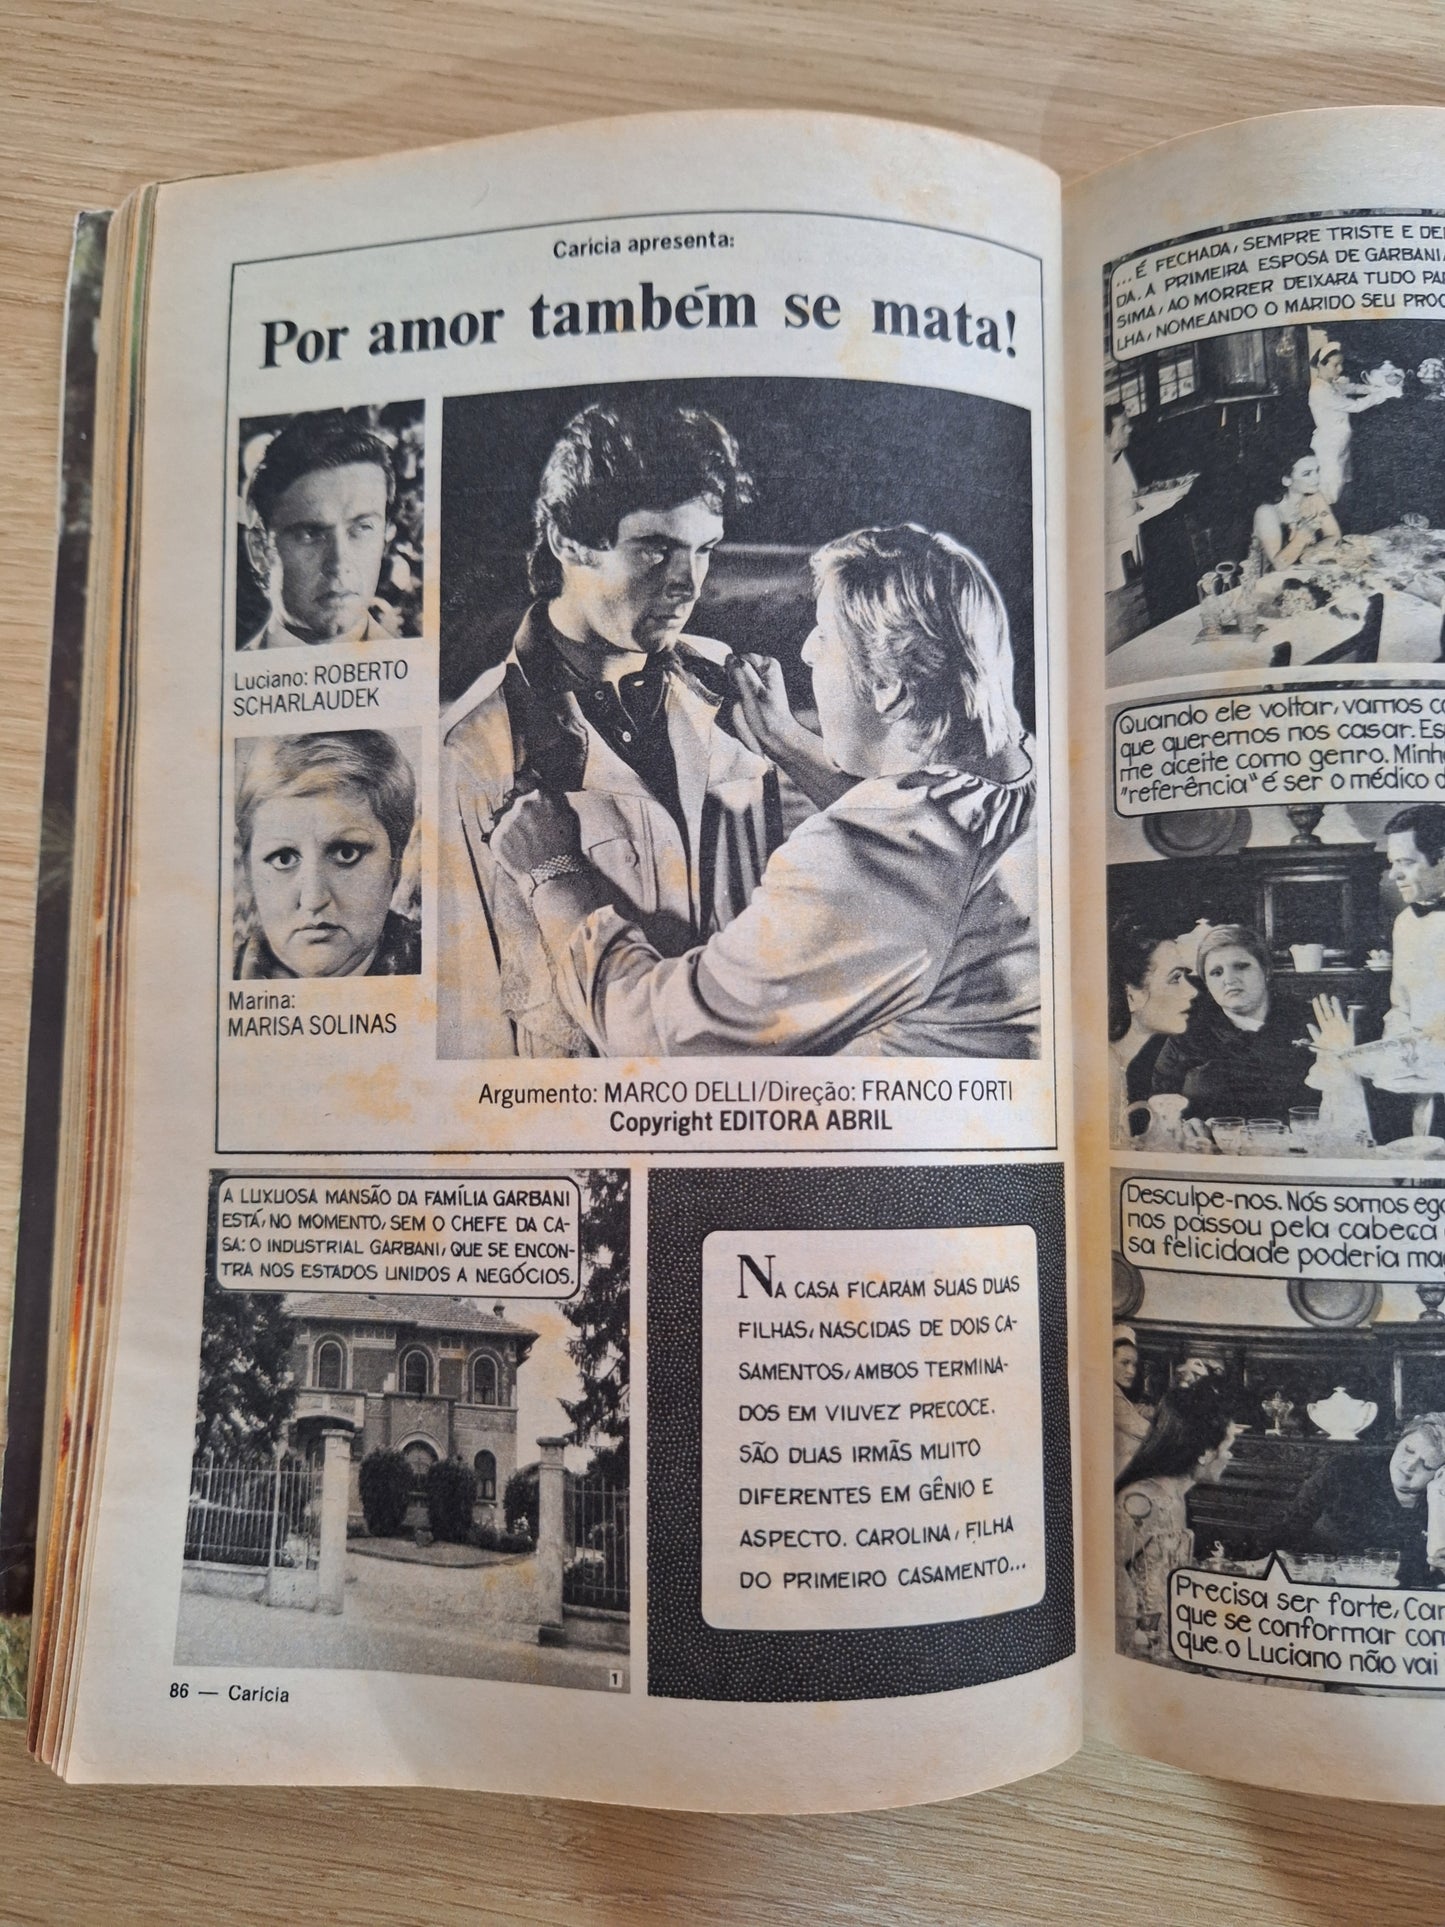 Carícia apresenta:
Por amor também se mata!
Luciano: ROBERTO
SCHARLAUDEK
Marina:
MARISA SOLINAS
Argumento: MARCO DELLI/Direção: FRANCO FORTI
Copyright EDITORA ABRIL
A LUXUOSA MANSÃO DA FAMÍLIA GARBANI
ESTÁ, NO MOMENTO, SEM O CHEFE DA CA-
SA: O INDUSTRIAL GARBANI, QUE SE ENCON-
TRA NOS ESTADOS UNIDOS A NEGÓCIOS.
1
NA CASA FICARAM SUAS DUAS
FILHAS, NASCIDAS DE DOIS CA-
SAMENTOS, AMBOS TERMINA-
DOS EM VIUVEZ PRECOCE.
SÃO DUAS IRMÃS MUITO
DIFERENTES EM GÊNIO E
ASPECTO. CAROLINA, FILHA
DO PRIMEIRO CASAMENTO...
86 — Carícia
...É FECHADA, SEMPRE TRISTE E
DA. A PRIMEIRA ESPOSA DE GARBANI,
SIMA, AO MORRER DEIXARA TUDO
LHA, NOMEANDO O MARIDO SEU
Quando ele voltar, vamos
que queremos nos casar.
me aceite como genro.
"referência" é ser o médico
Desculpe-nos. Nós somos
nos passou pela cabeça
sa felicidade poderia
Precisa ser forte,
que se conformar
que o Luciano não vai